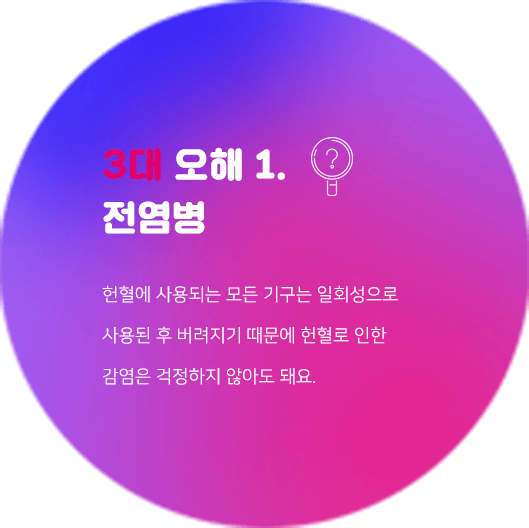 3대 오해 1.
전염병
헌혈에 사용되는 모든 기구는 일회성으로
사용된 후 버려지기 때문에 헌혈로 인한
감염은 걱정하지 않아도 돼요.